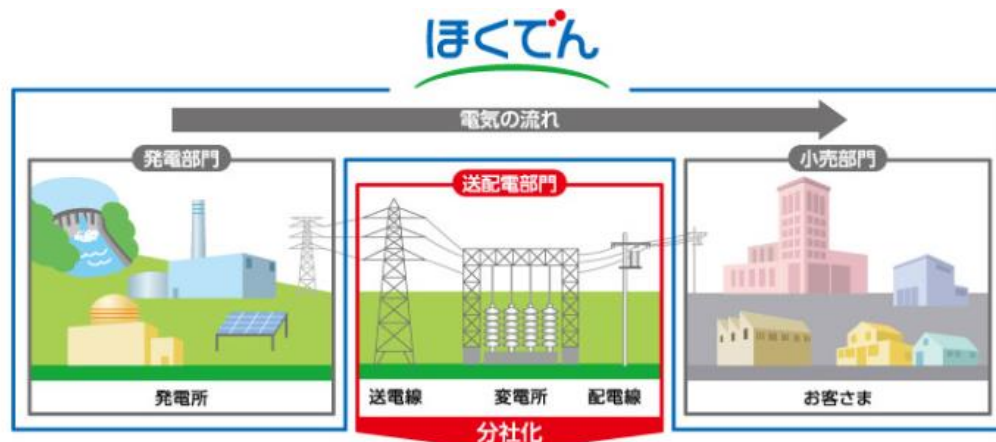 ほくでん
電気の流れ
発電部門
送配電部門
小売部門
発電所
送電線 変電所 配電線
お客さま
分社化